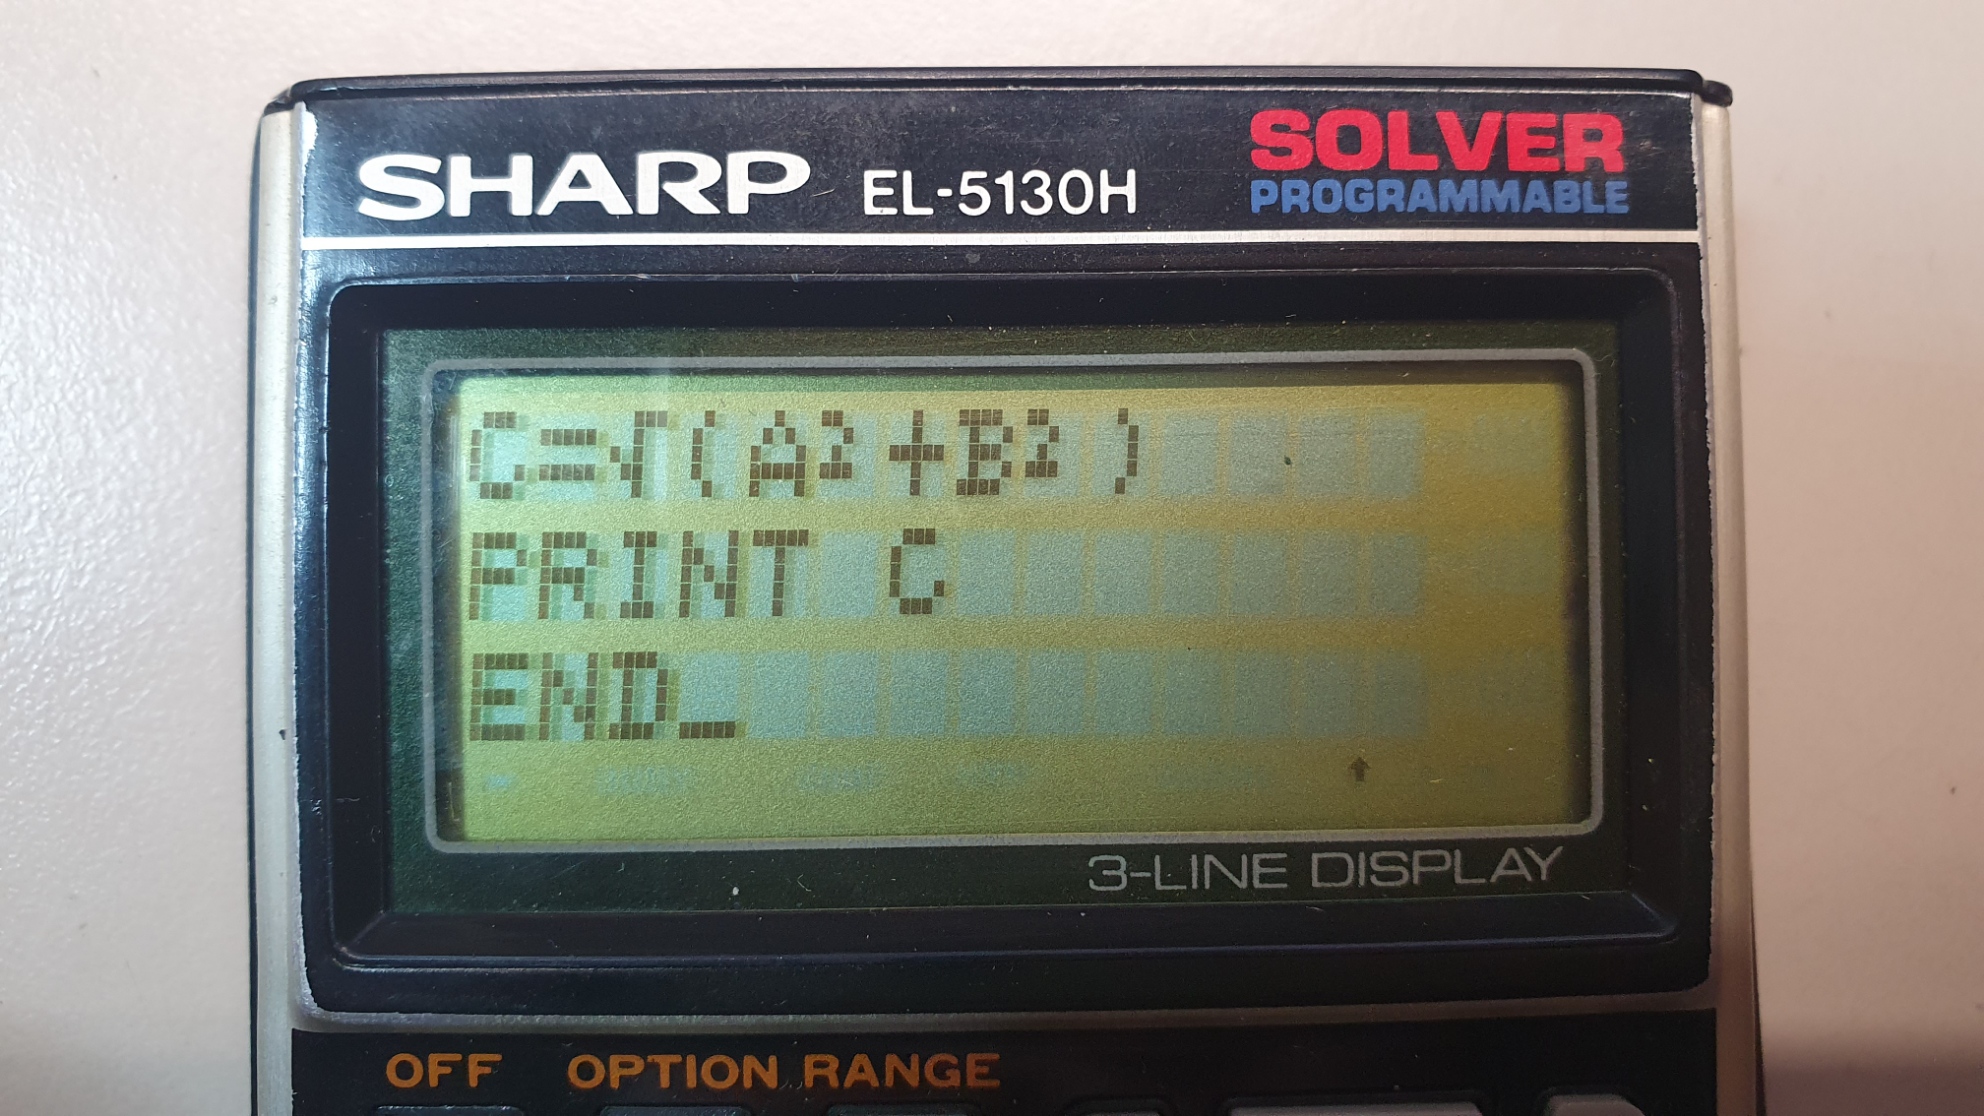 SHARP EL-5130H SOLVER
PROGRAMMABLE
C=√(A²+B²)
PRINT C
END_
3-LINE DISPLAY
OFF OPTION RANGE